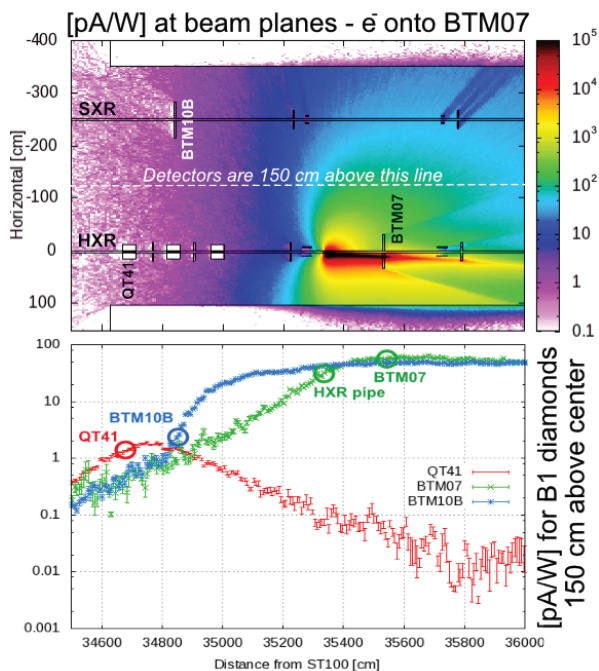 [pA/W] at beam planes - e⁻ onto BTM07
-400
-300
-200
-100
0
100
Horizontal [cm]
SXR
BTM10B
Detectors are 150 cm above this line
HXR
QT41
BTM07
10⁵
10⁴
10³
10²
10¹
1
0.1
100
10
1
0.1
0.01
0.001
QT41
BTM10B
HXR pipe
BTM07
QT41
BTM07
BTM10B
[pA/W] for B1 diamonds
150 cm above center
34600 34800 35000 35200 35400 35600 35800 36000
Distance from ST100 [cm]